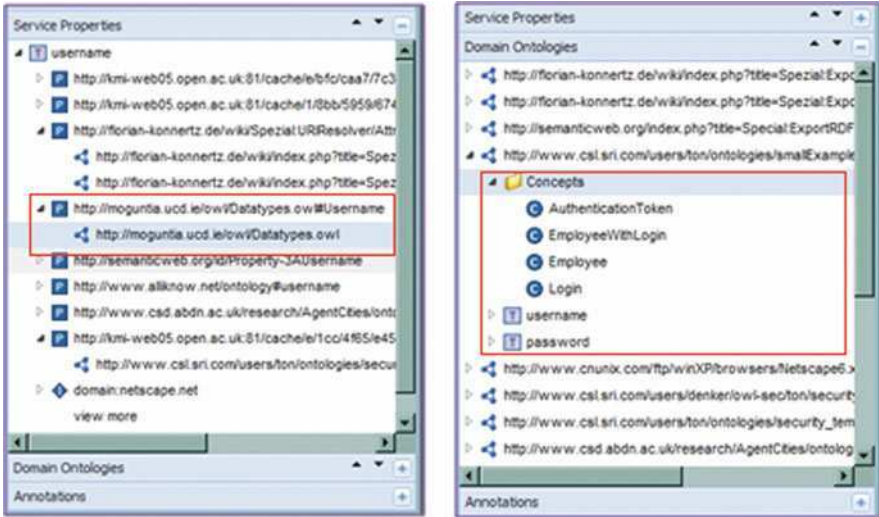 Service Properties
username
http://kmi-web05.open.ac.uk:81/cache/e/bfc/caa7/7c3
http://kmi-web05.open.ac.uk:81/cache/1/8bb/5959/674
http://florian-konnertz.de/wiki/Spezial:URIResolver/Attr
http://florian-konnertz.de/wiki/index.php?title=Spez
http://florian-konnertz.de/wiki/index.php?title=Spez
http://moguntia.ucd.ie/owl/Datatypes.owl#Username
http://moguntia.ucd.ie/owl/Datatypes.owl
http://semanticweb.org/id/Property-3AUsername
http://www.alliknow.net/ontology#username
http://www.csd.abdn.ac.uk/research/AgentCities/onto
http://kmi-web05.open.ac.uk:81/cache/e/1cc/4f65/e45
http://www.csl.sri.com/users/ton/ontologies/secur
domain:netscape.net
view more
Domain Ontologies
Annotations
Service Properties
Domain Ontologies
http://florian-konnertz.de/wiki/index.php?title=Spezial:Expo
http://florian-konnertz.de/wiki/index.php?title=Spezial:Expo
http://semanticweb.org/index.php?title=Special:ExportRDF
http://www.csl.sri.com/users/ton/ontologies/smallExample
Concepts
AuthenticationToken
EmployeeWithLogin
Employee
Login
username
password
http://www.cnunix.com/ftp/winXP/browsers/Netscape6.x
http://www.csl.sri.com/users/denker/owl-sec/ton/security
http://www.csl.sri.com/users/ton/ontologies/security_tem
http://www.csd.abdn.ac.uk/research/AgentCities/ontolog
Annotations